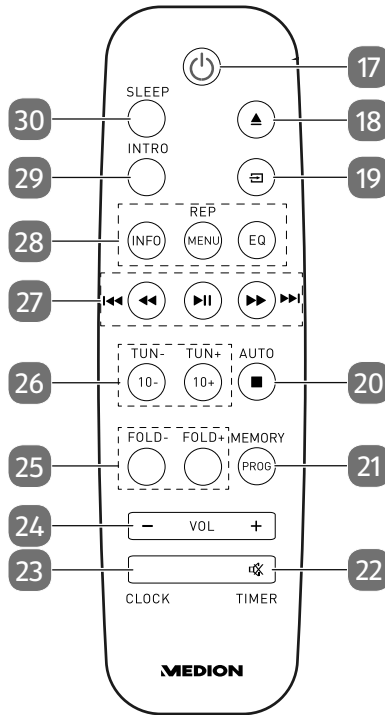 17
SLEEP
30
18
INTRO
29
19
REP
28 INFO MENU EQ
27
TUN- TUN+ AUTO
26 10- 10+
20
FOLD- FOLD+ MEMORY
25 PROG 21
24 - VOL +
23 22
CLOCK TIMER
MEDION